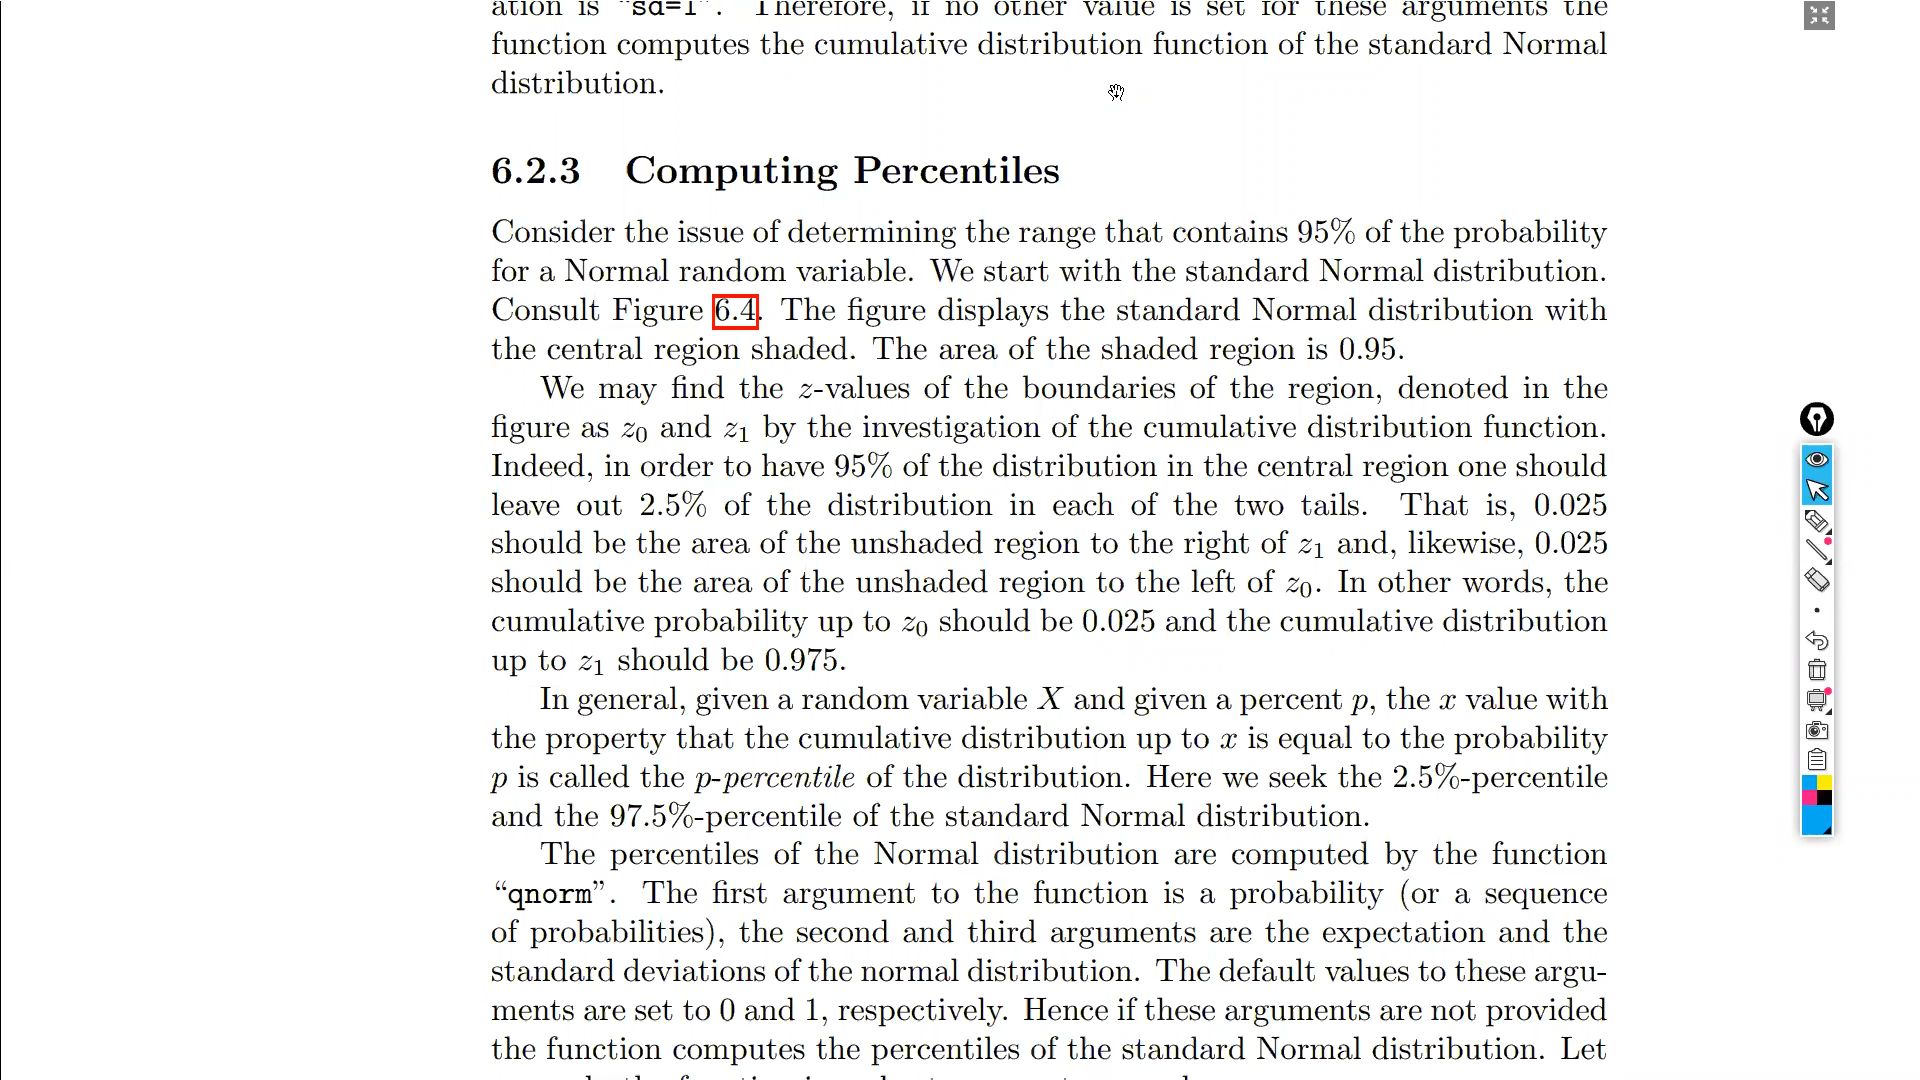 ation is “sd=1”. Therefore, if no other value is set for these arguments the
function computes the cumulative distribution function of the standard Normal
distribution.
6.2.3 Computing Percentiles
Consider the issue of determining the range that contains 95% of the probability
for a Normal random variable. We start with the standard Normal distribution.
Consult Figure 6.4. The figure displays the standard Normal distribution with
the central region shaded. The area of the shaded region is 0.95.
We may find the z-values of the boundaries of the region, denoted in the
figure as z₀ and z₁ by the investigation of the cumulative distribution function.
Indeed, in order to have 95% of the distribution in the central region one should
leave out 2.5% of the distribution in each of the two tails. That is, 0.025
should be the area of the unshaded region to the right of z₁ and, likewise, 0.025
should be the area of the unshaded region to the left of z₀. In other words, the
cumulative probability up to z₀ should be 0.025 and the cumulative distribution
up to z₁ should be 0.975.
In general, given a random variable X and given a percent p, the x value with
the property that the cumulative distribution up to x is equal to the probability
p is called the p-percentile of the distribution. Here we seek the 2.5%-percentile
and the 97.5%-percentile of the standard Normal distribution.
The percentiles of the Normal distribution are computed by the function
“qnorm”. The first argument to the function is a probability (or a sequence
of probabilities), the second and third arguments are the expectation and the
standard deviations of the normal distribution. The default values to these argu-
ments are set to 0 and 1, respectively. Hence if these arguments are not provided
the function computes the percentiles of the standard Normal distribution. Let